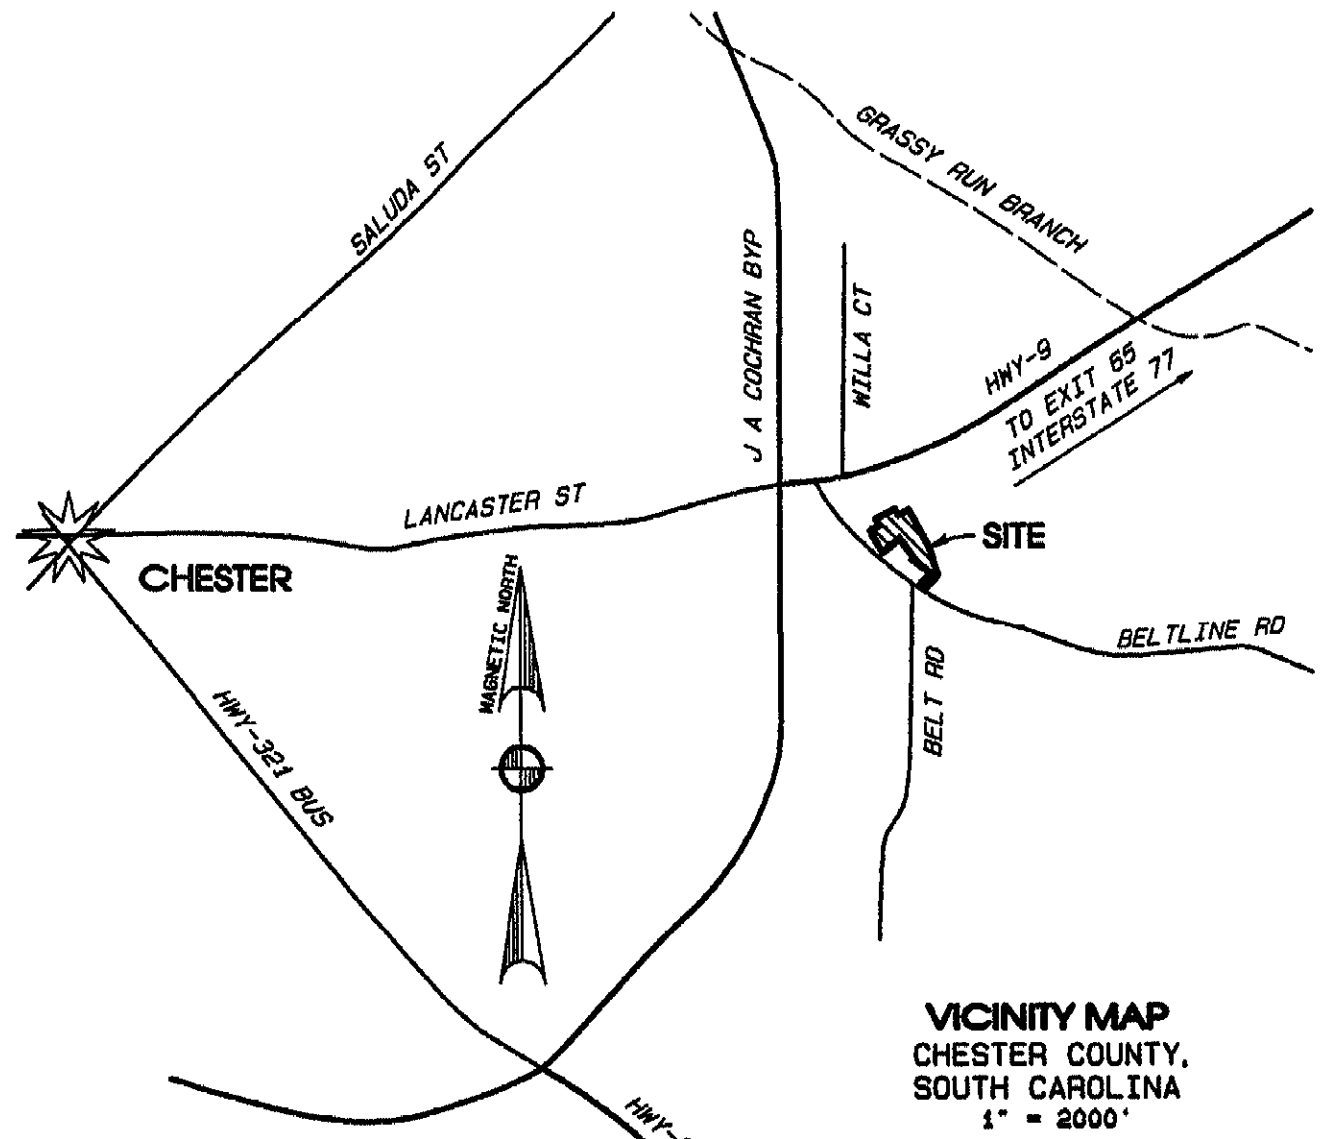 GRASSY RUN BRANCH
SALUDA ST
J A COCHRAN BYP
WILLA CT
HWY-9
TO EXIT 65
INTERSTATE 77
LANCASTER ST
SITE
CHESTER
MAGNETIC NORTH
BELTLINE RD
BELT RD
HWY-321 BUS
VICINITY MAP
CHESTER COUNTY,
SOUTH CAROLINA
1" = 2000'